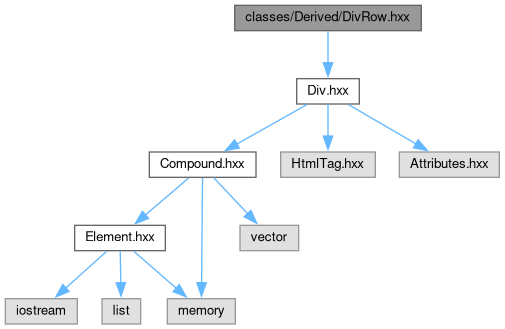 classes/Derived/DivRow.hxx
Div.hxx
Compound.hxx
HtmlTag.hxx
Attributes.hxx
Element.hxx
vector
iostream
list
memory